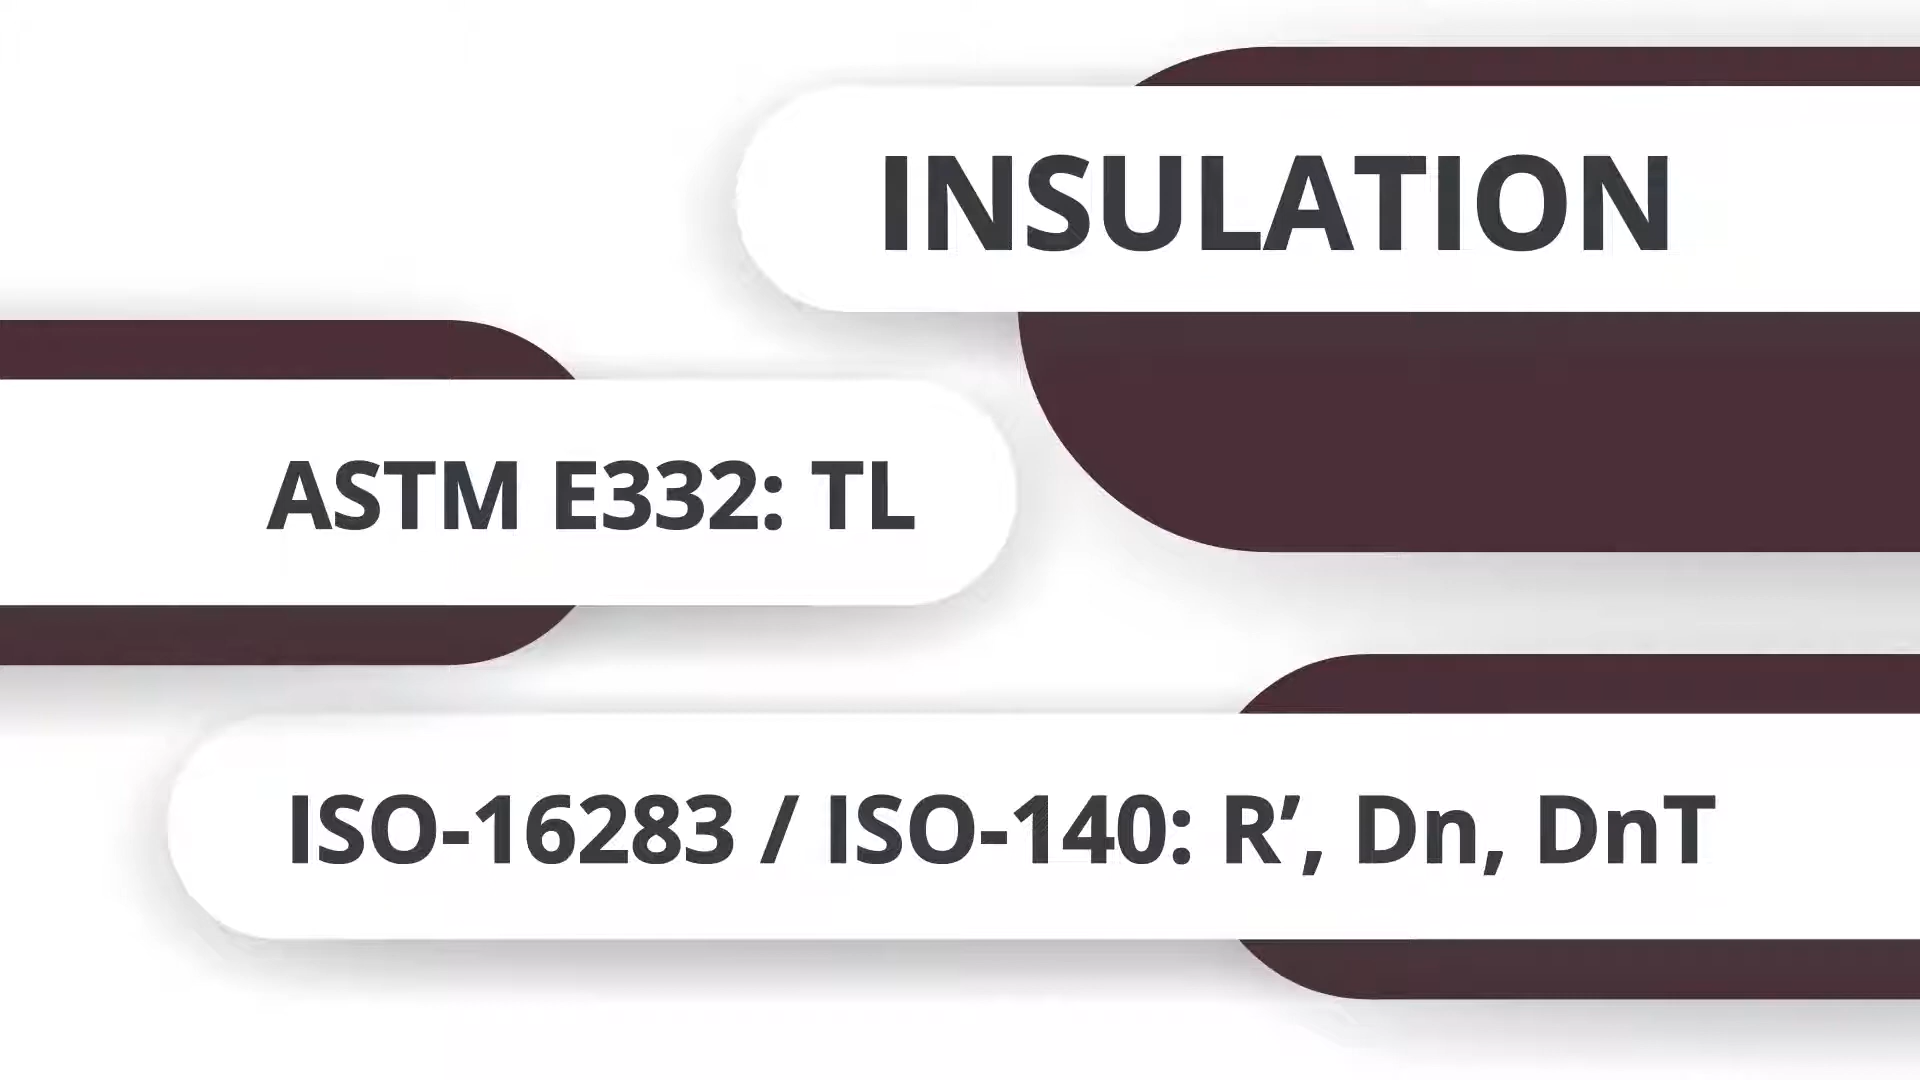 INSULATION
ASTM E332: TL
ISO-16283 / ISO-140: R’, Dn, DnT